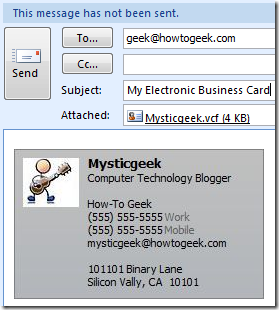 This message has not been sent.
To...
geek@howtogeek.com
Cc...
Send
Subject:
My Electronic Business Card
Attached:
Mysticgeek.vcf (4 KB)
Mysticgeek
Computer Technology Blogger
How-To Geek
(555) 555-5555 Work
(555) 555-5555 Mobile
mysticgeek@howtogeek.com
101101 Binary Lane
Silicon Vally, CA 10101